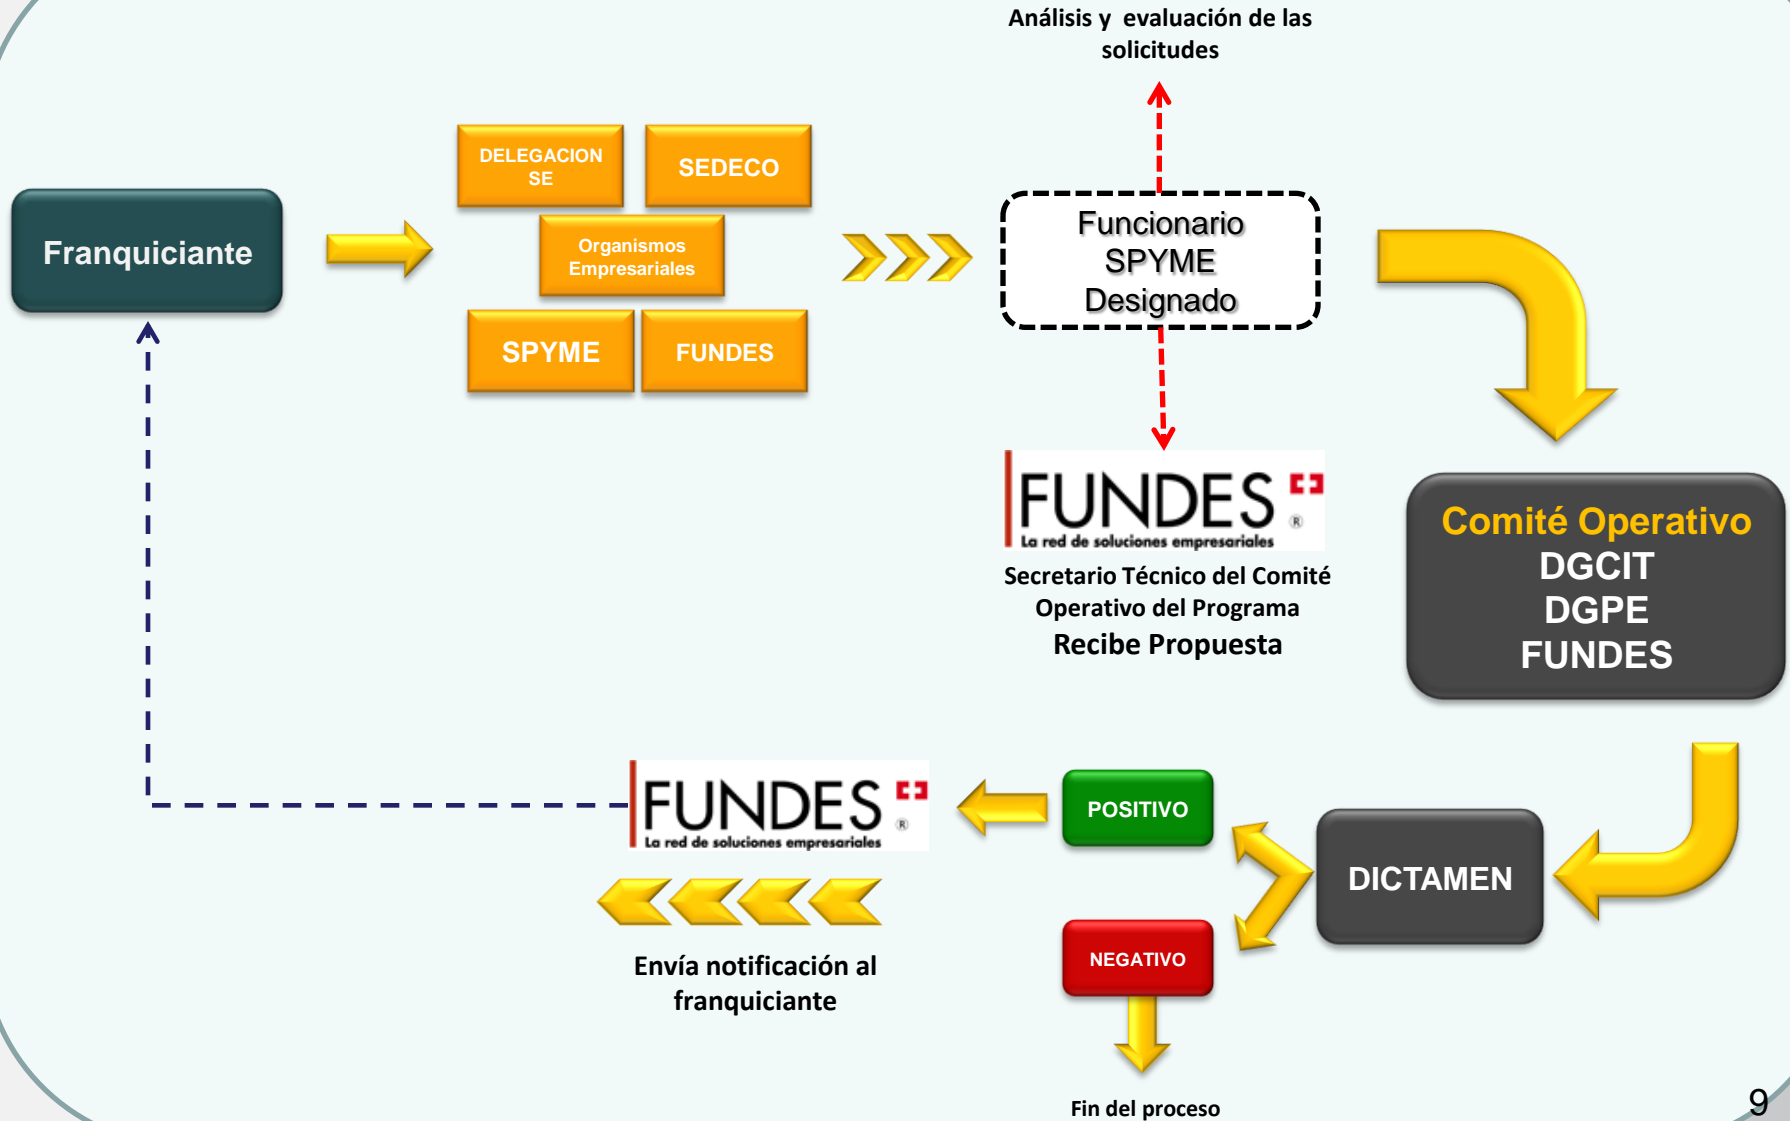 Análisis y evaluación de las
solicitudes
Franquiciante
DELEGACION
SE
SEDECO
Organismos
Empresariales
SPYME
FUNDES
Funcionario
SPYME
Designado
FUNDES
®
La red de soluciones empresariales
Secretario Técnico del Comité
Operativo del Programa
Recibe Propuesta
Comité Operativo
DGCIT
DGPE
FUNDES
DICTAMEN
POSITIVO
NEGATIVO
Fin del proceso
FUNDES
®
La red de soluciones empresariales
Envía notificación al
franquiciante
9